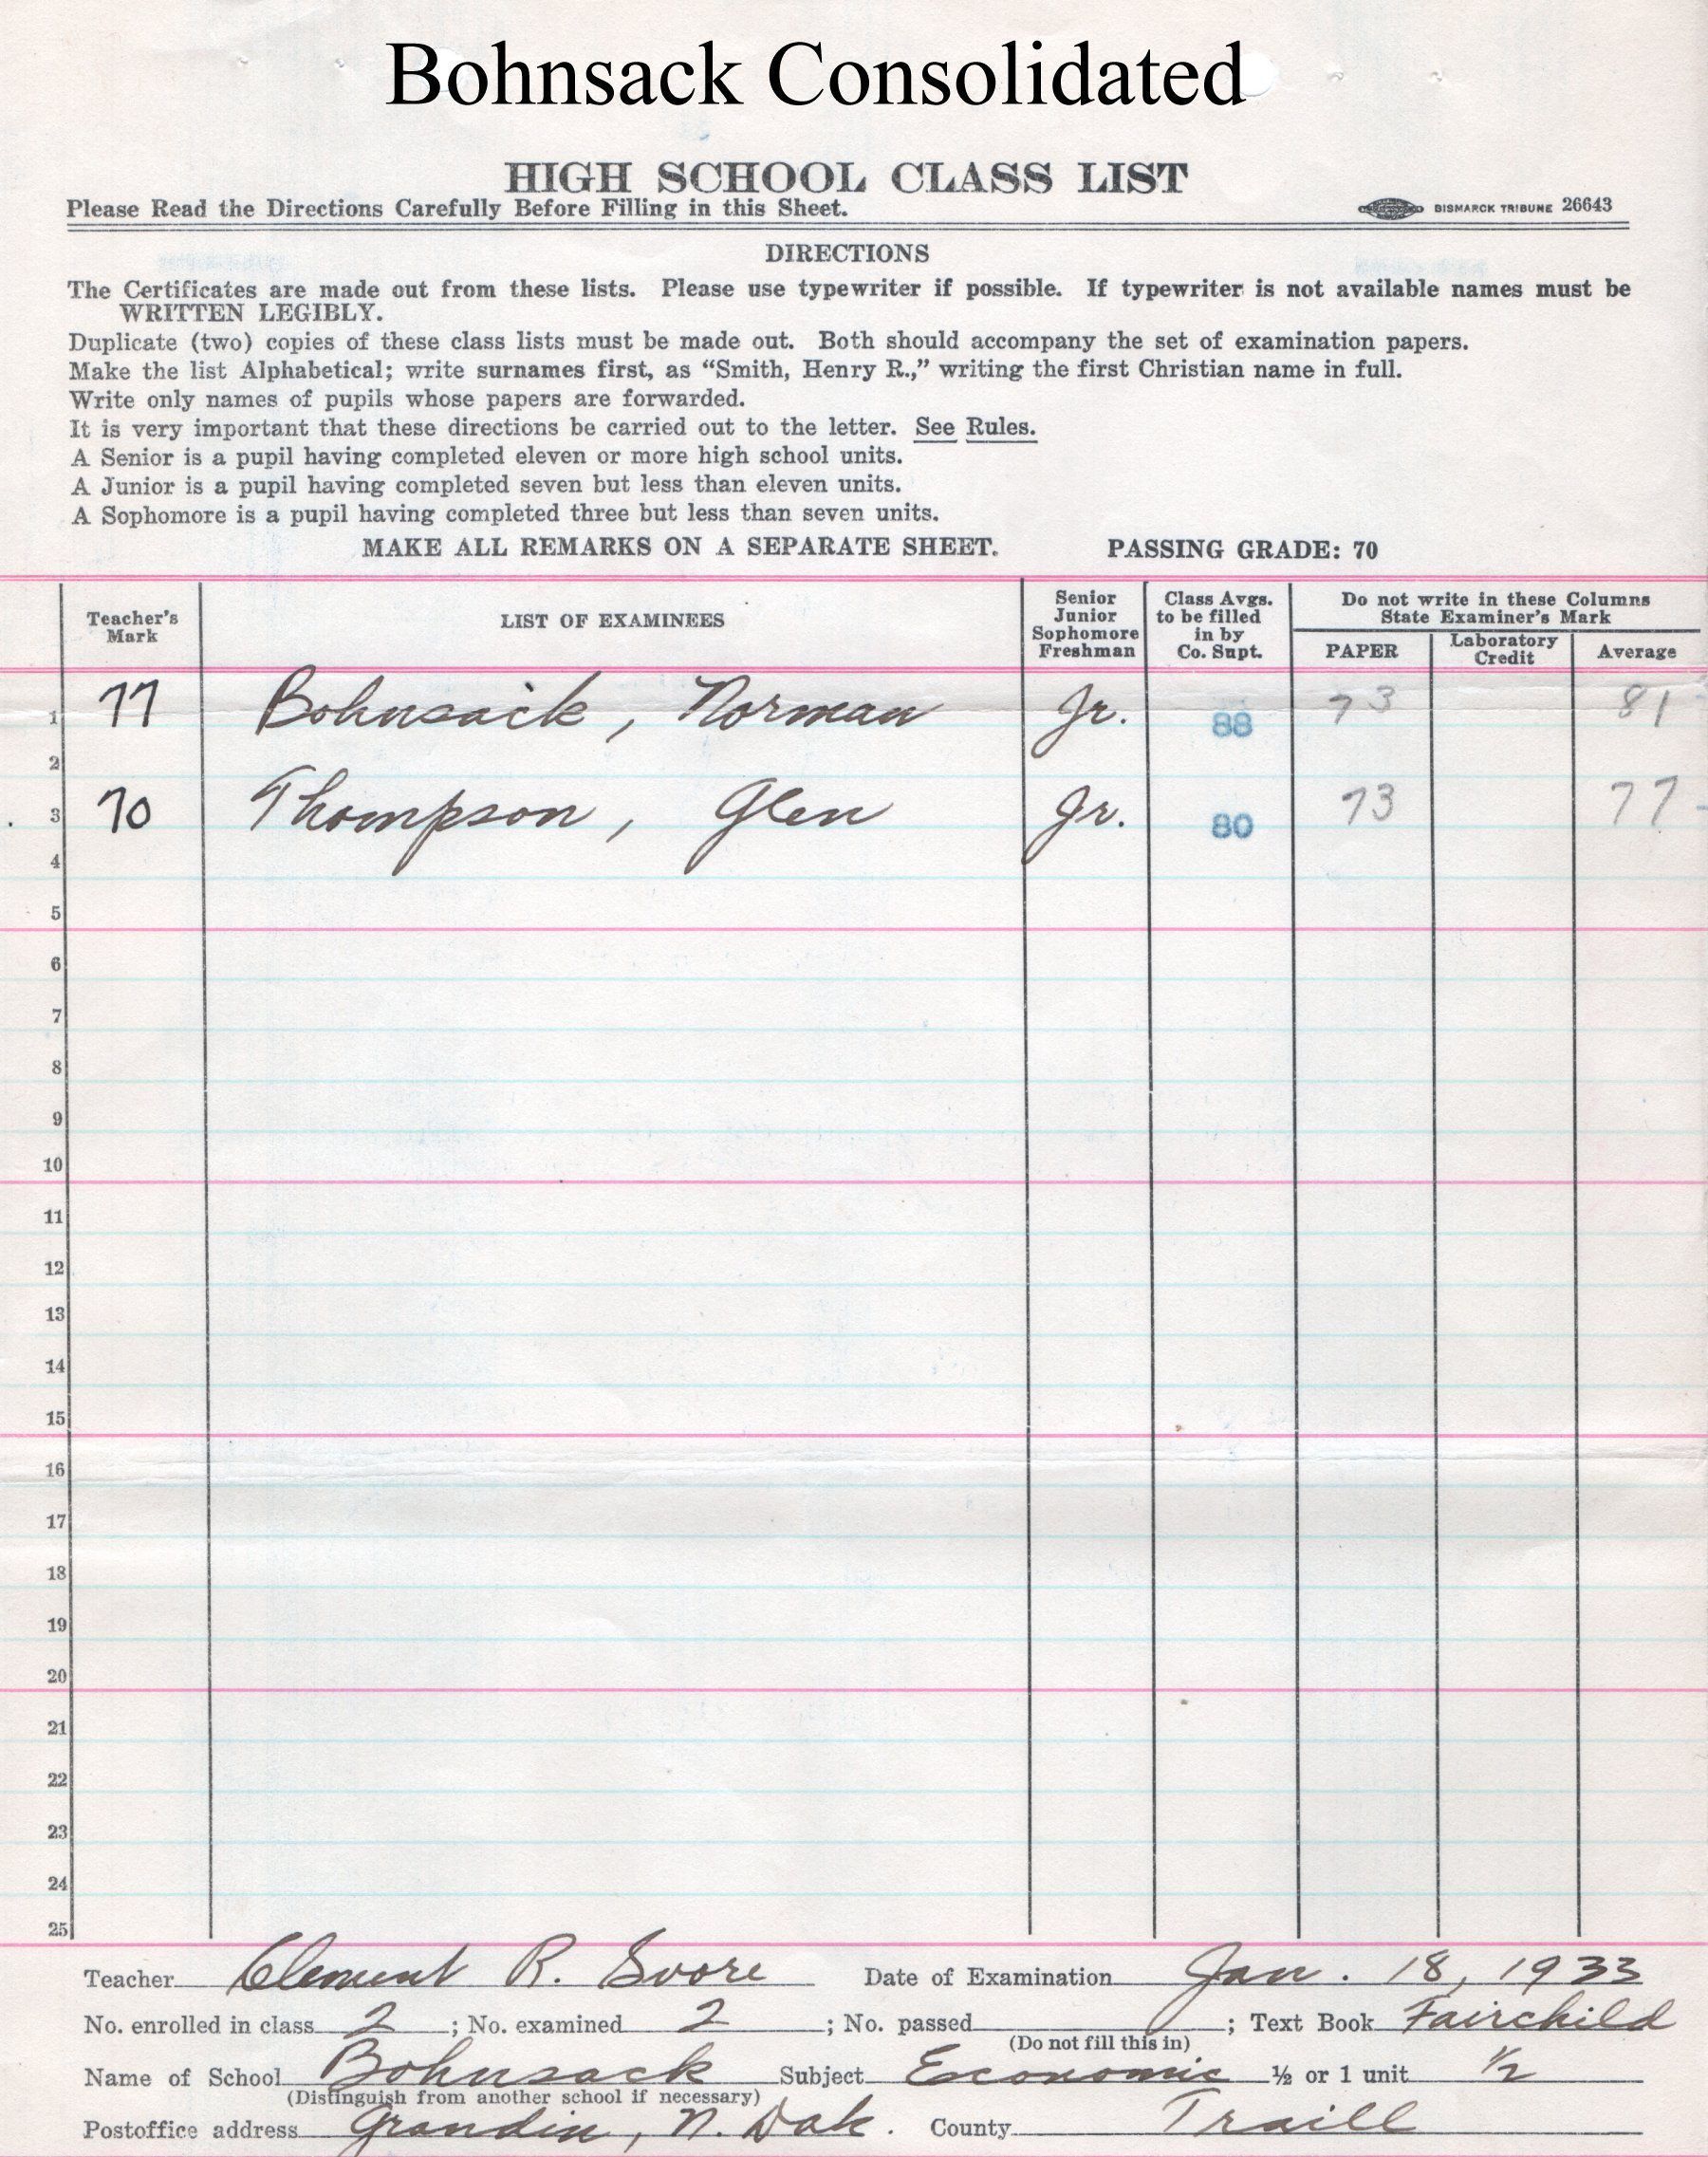 Bohnsack Consolidated
HIGH SCHOOL CLASS LIST
Please Read the Directions Carefully Before Filling in this Sheet. BISMARCK TRIBUNE 26643
DIRECTIONS
The Certificates are made out from these lists. Please use typewriter if possible. If typewriter is not available names must be
WRITTEN LEGIBLY.
Duplicate (two) copies of these class lists must be made out. Both should accompany the set of examination papers.
Make the list Alphabetical; write surnames first, as “Smith, Henry R.,” writing the first Christian name in full.
Write only names of pupils whose papers are forwarded.
It is very important that these directions be carried out to the letter. See Rules.
A Senior is a pupil having completed eleven or more high school units.
A Junior is a pupil having completed seven but less than eleven units.
A Sophomore is a pupil having completed three but less than seven units.
MAKE ALL REMARKS ON A SEPARATE SHEET. PASSING GRADE: 70
Teacher's Mark LIST OF EXAMINEES Senior Junior Sophomore Freshman Class Avgs. to be filled in by Co. Supt. Do not write in these Columns State Examiner's Mark PAPER Laboratory Credit Average
1 77 Bohnsack, Norman Jr. 88 73 81
2
3 70 Thompson, Glen Jr. 80 73 77
4
5
6
7
8
9
10
11
12
13
14
15
16
17
18
19
20
21
22
23
24
25
Teacher Clement R. Svore Date of Examination Jan. 18, 1933
No. enrolled in class 2 ; No. examined 2 ; No. passed ; Text Book Fairchild
(Do not fill this in)
Name of School Bohnsack Subject Economic ½ or 1 unit ½
(Distinguish from another school if necessary)
Postoffice address Grandin, N. Dak. County Traill